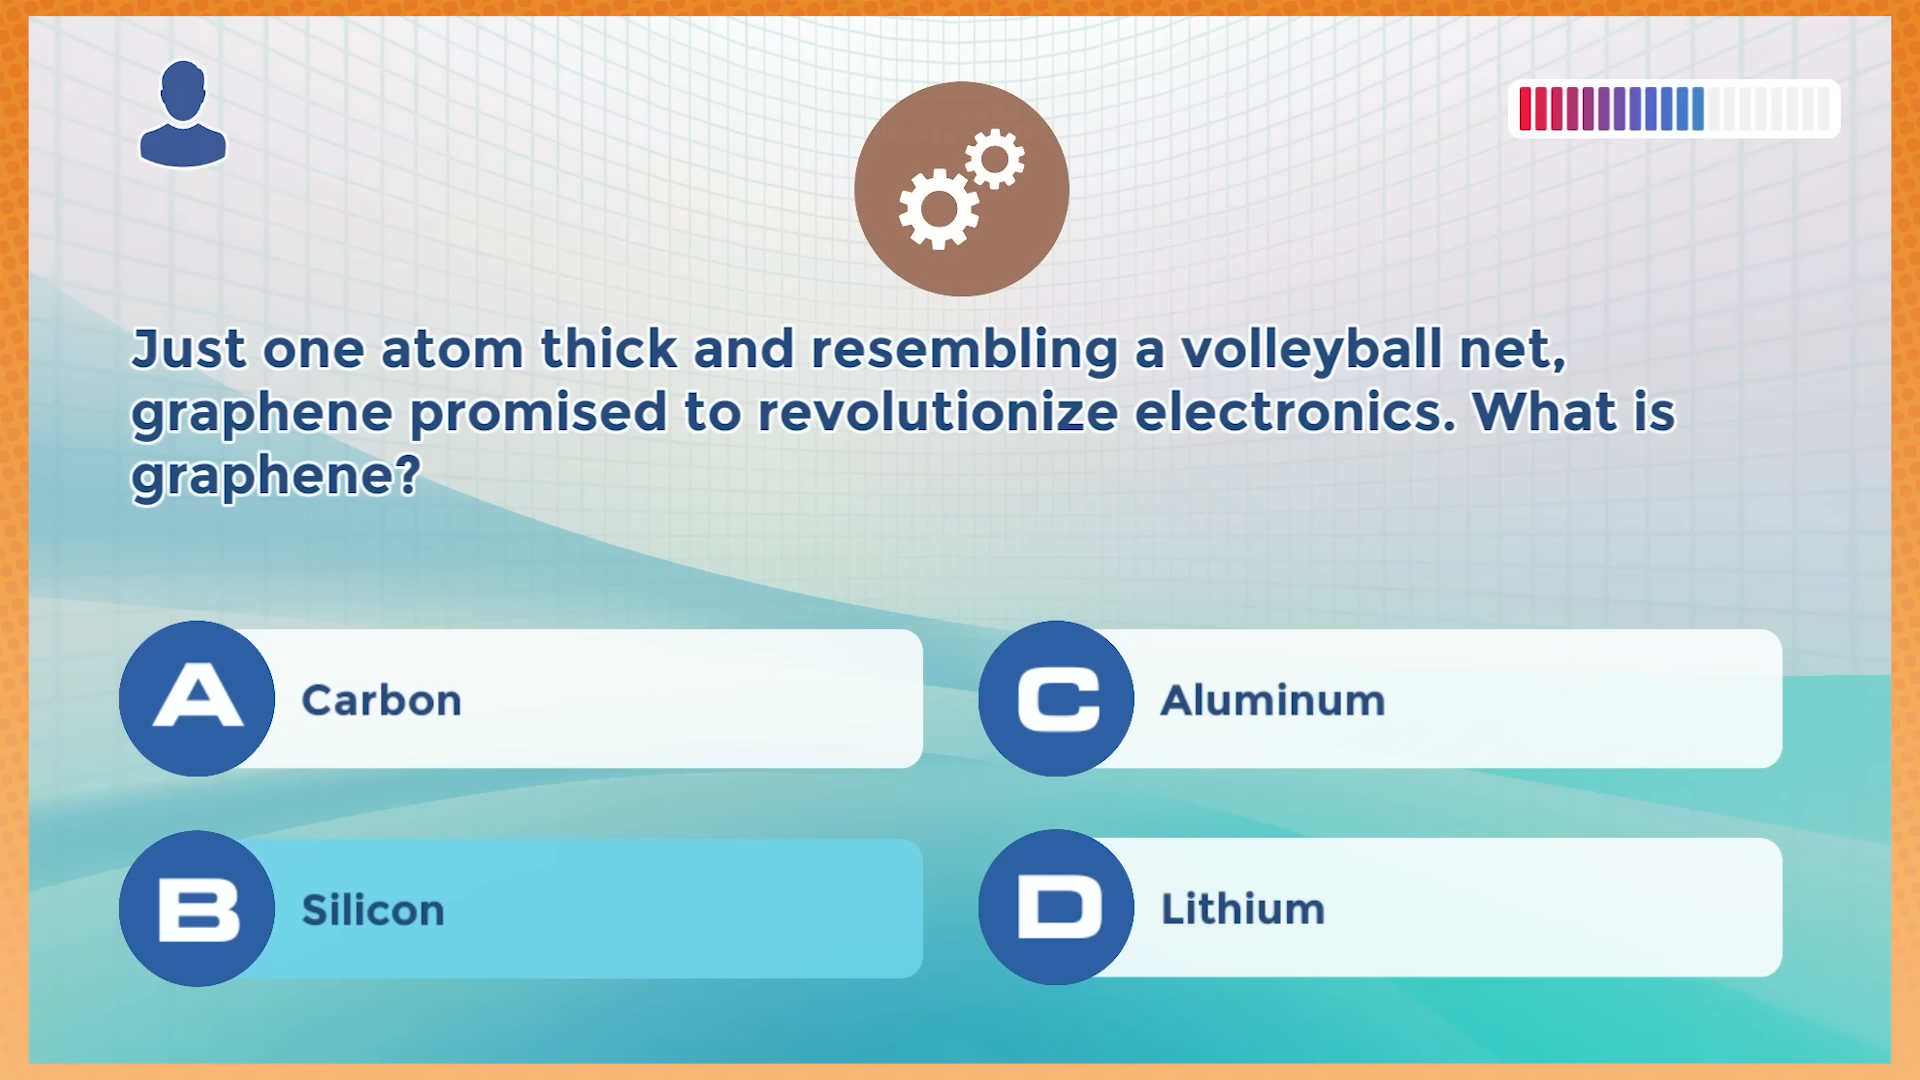 Just one atom thick and resembling a volleyball net,
graphene promised to revolutionize electronics. What is
graphene?
A Carbon
B Silicon
C Aluminum
D Lithium